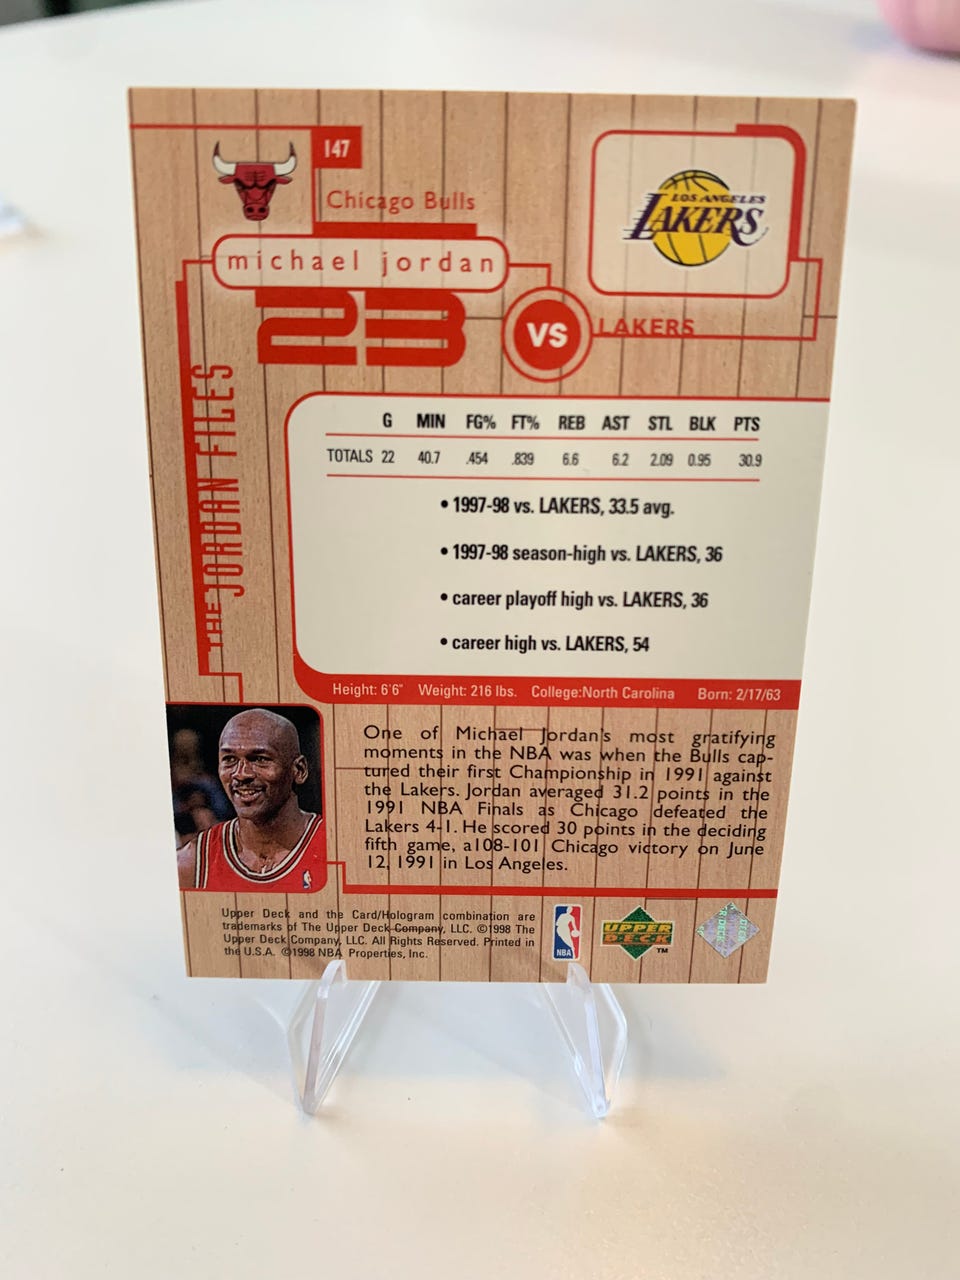 147
Chicago Bulls
michael jordan
23
VS
LOS ANGELES
LAKERS
LAKERS
THE JORDAN FILES
G MIN FG% FT% REB AST STL BLK PTS
TOTALS 22 40.7 .454 .839 6.6 6.2 2.09 0.95 30.9
• 1997-98 vs. LAKERS, 33.5 avg.
• 1997-98 season-high vs. LAKERS, 36
• career playoff high vs. LAKERS, 36
• career high vs. LAKERS, 54
Height: 6'6" Weight: 216 lbs. College:North Carolina Born: 2/17/63
One of Michael Jordan's most gratifying
moments in the NBA was when the Bulls cap-
tured their first Championship in 1991 against
the Lakers. Jordan averaged 31.2 points in the
1991 NBA Finals as Chicago defeated the
Lakers 4-1. He scored 30 points in the deciding
fifth game, a108-101 Chicago victory on June
12, 1991 in Los Angeles.
Upper Deck and the Card/Hologram combination are
trademarks of The Upper Deck Company, LLC. ©1998 The
Upper Deck Company, LLC. All Rights Reserved. Printed in
the U.S.A. ©1998 NBA Properties, Inc.
NBA
UPPER
DECK
TM